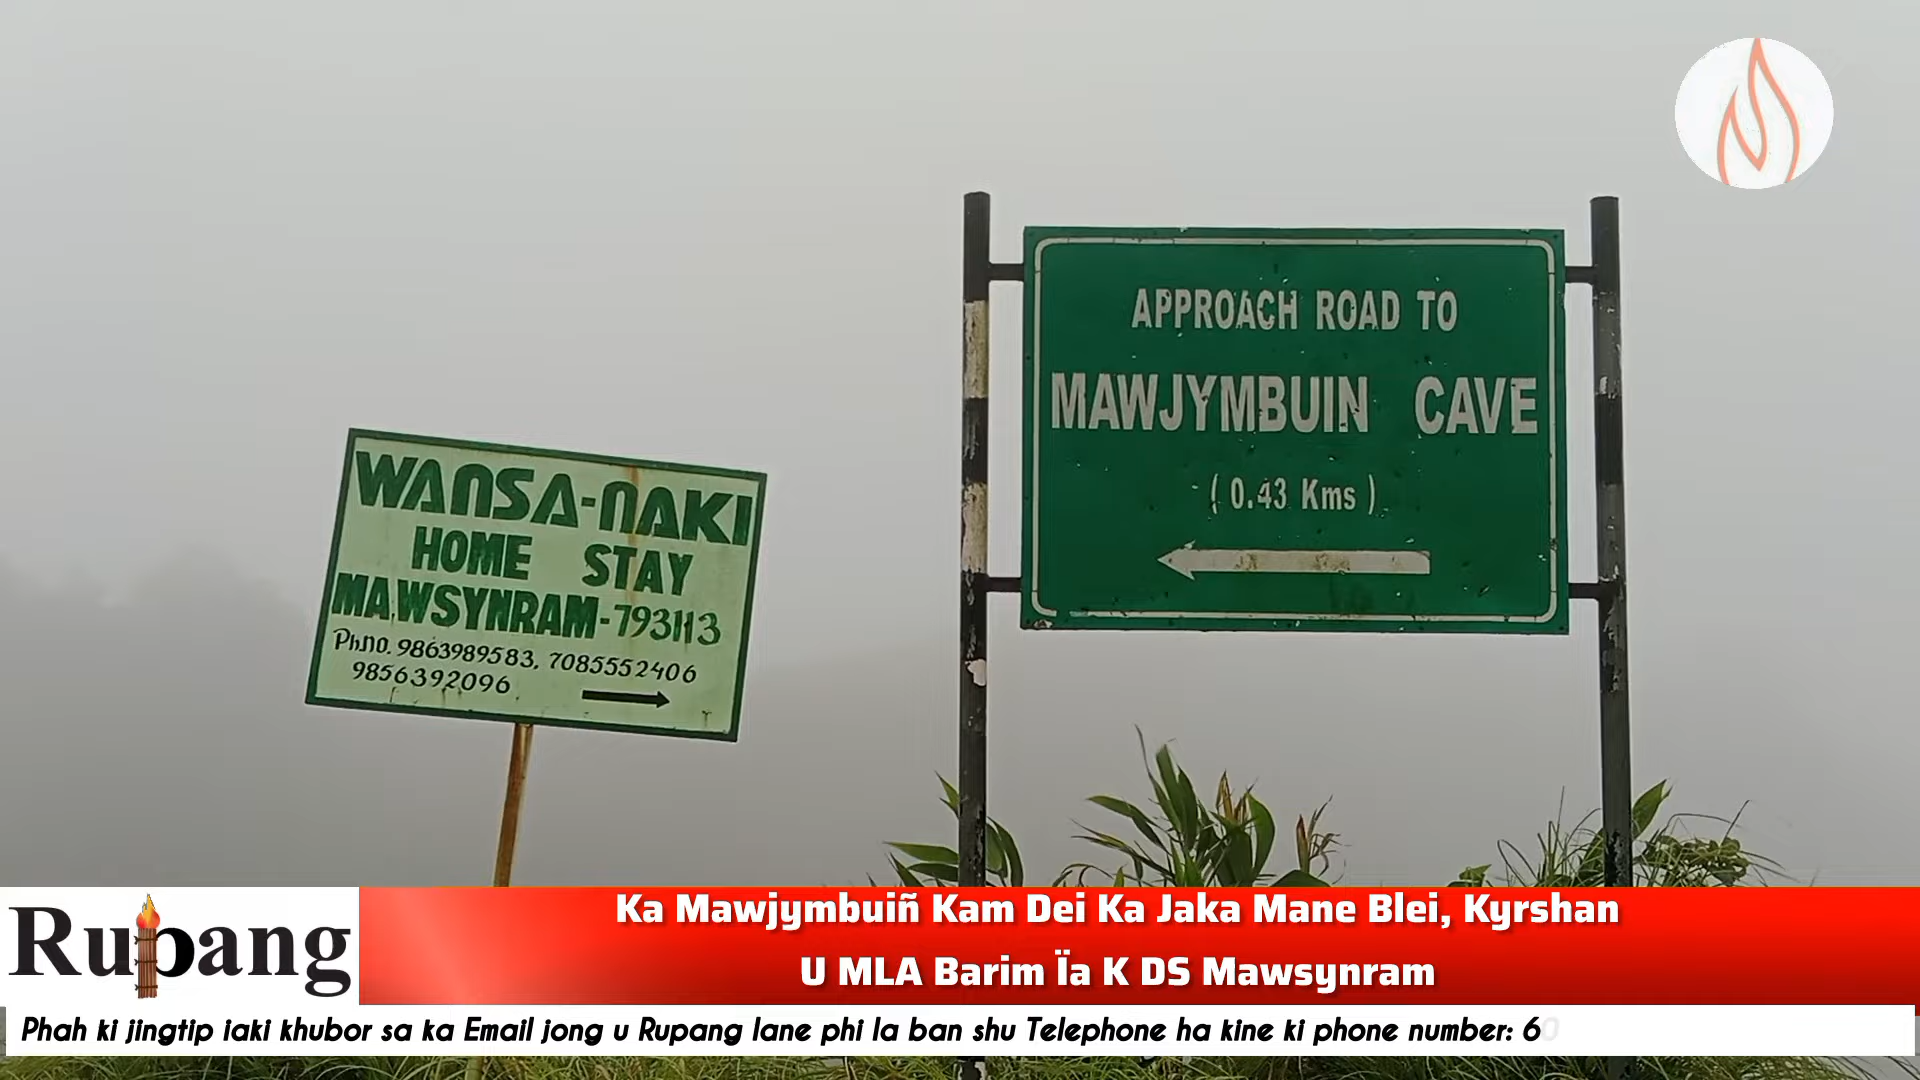 WANSA-NAKI
HOME STAY
MAWSYNRAM-793113
Ph.no. 9863989583, 7085552406
9856392096
APPROACH ROAD TO
MAWJYMBUIN CAVE
( 0.43 Kms )
Rupang
Ka Mawjymbuiñ Kam Dei Ka Jaka Mane Blei, Kyrshan
U MLA Barim Ïa K DS Mawsynram
Phah ki jingtip iaki khubor sa ka Email jong u Rupang lane phi la ban shu Telephone ha kine ki phone number: 60